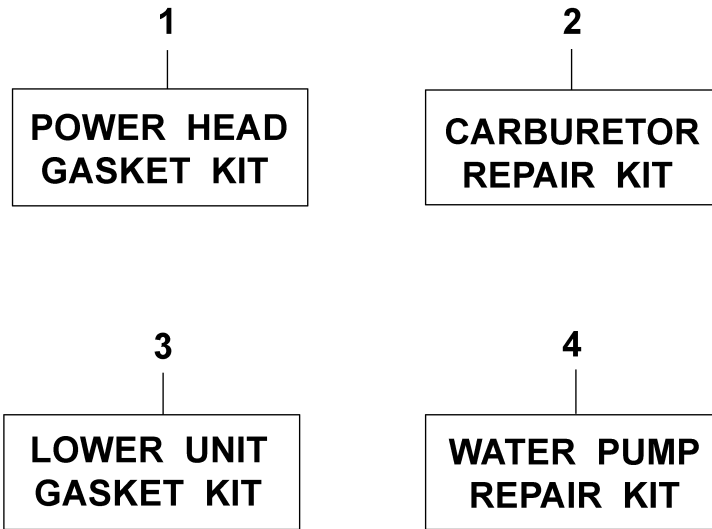 1
POWER HEAD
GASKET KIT
2
CARBURETOR
REPAIR KIT
3
LOWER UNIT
GASKET KIT
4
WATER PUMP
REPAIR KIT